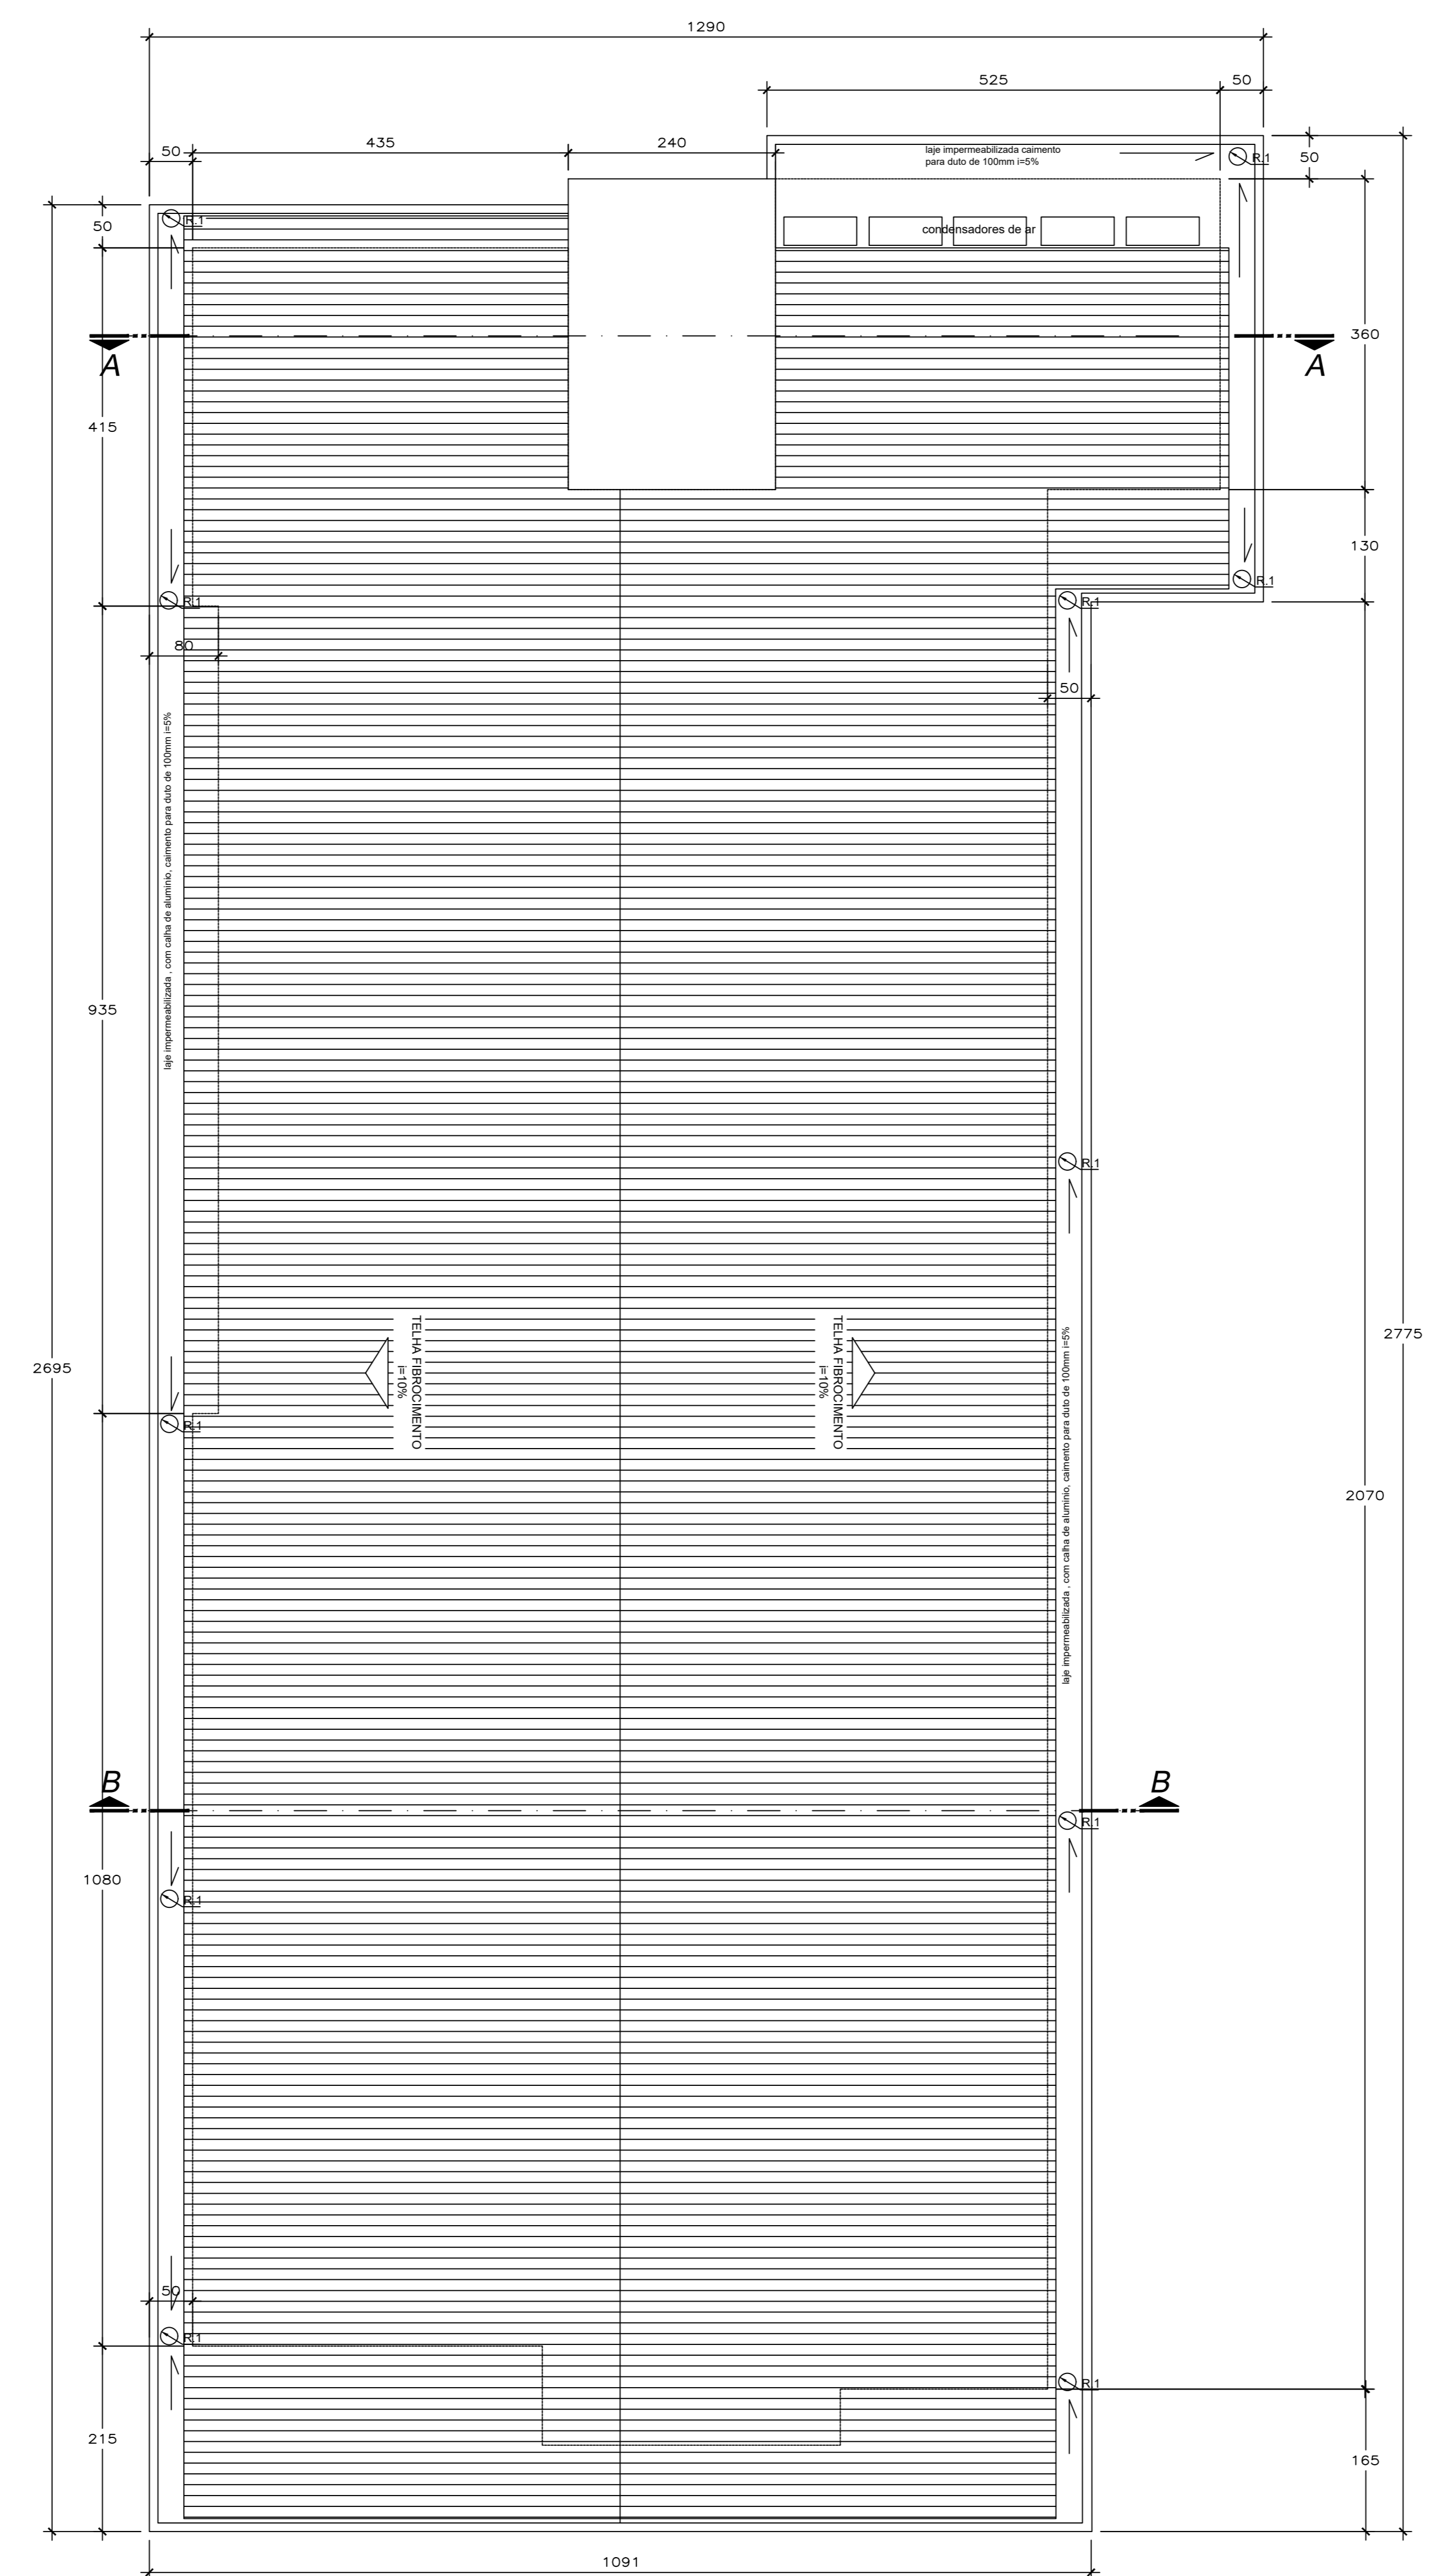 1290
525
50
50
435
240
laje impermeabilizada caimento
para duto de 100mm i=5%
R.1
50
R.1
50
condensadores de ar
A
A
360
415
130
R.1
R.1
R.1
80
50
laje impermeabilizada , com calha de aluminio, caimento para duto de 100mm i=5%
935
R.1
TELHA FIBROCIMENTO
i=10%
TELHA FIBROCIMENTO
i=10%
laje impermeabilizada , com calha de aluminio, caimento para duto de 100mm i=5%
2775
2695
R.1
2070
B
B
R.1
1080
R.1
50
R.1
R.1
215
165
1091